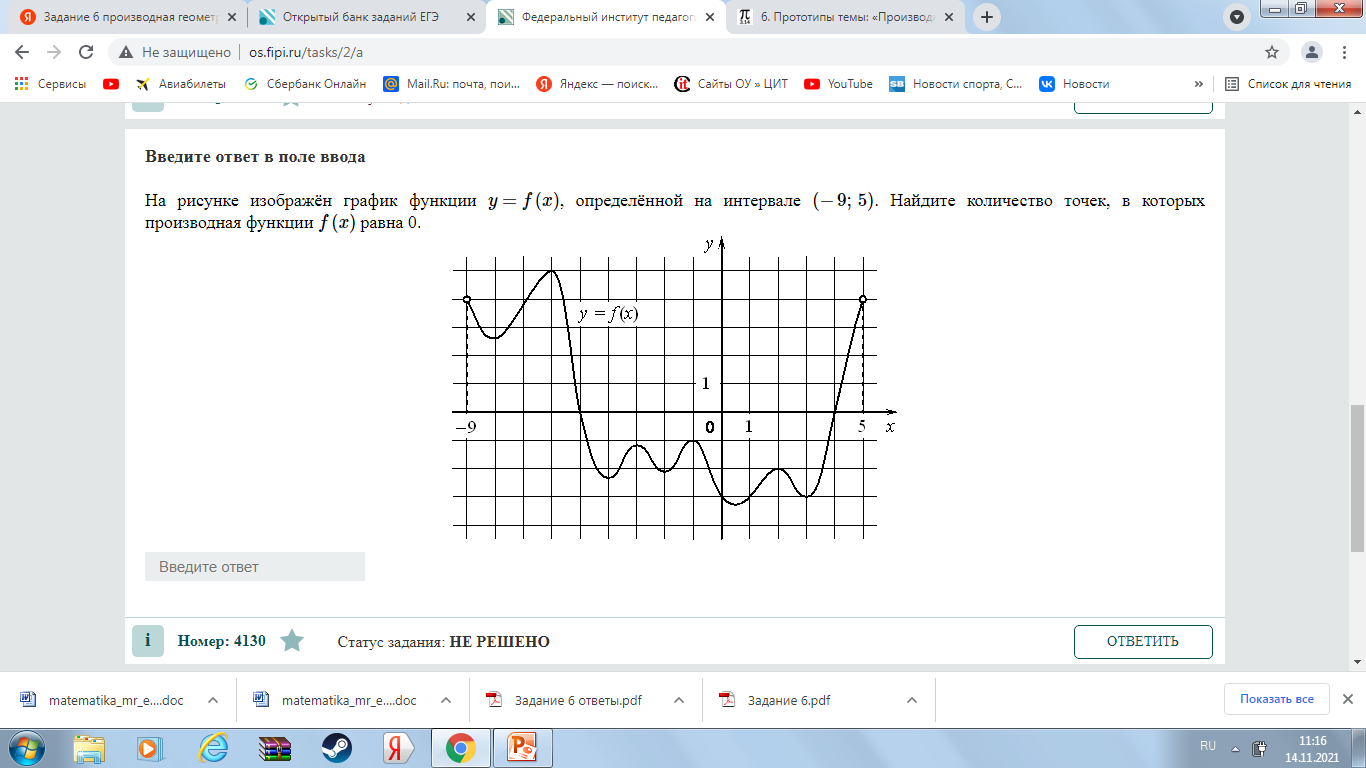 Задание 6 производная геомет
Открытый банк заданий ЕГЭ
Федеральный институт педагог
6. Прототипы темы: «Производ
Не защищено
os.fipi.ru/tasks/2/a
Сервисы
Авиабилеты
Сбербанк Онлайн
Mail.Ru: почта, пои...
Яндекс — поиск...
Сайты ОУ » ЦИТ
YouTube
Новости спорта, С...
Новости
»
Список для чтения
Введите ответ в поле ввода
На рисунке изображён график функции y = f (x), определённой на интервале (− 9; 5). Найдите количество точек, в которых
производная функции f (x) равна 0.
y
y = f(x)
1
−9
0
1
5
x
Введите ответ
i
Номер: 4130
Статус задания: НЕ РЕШЕНО
ОТВЕТИТЬ
matematika_mr_e....doc
matematika_mr_e....doc
Задание 6 ответы.pdf
Задание 6.pdf
Показать все
RU
11:16
14.11.2021